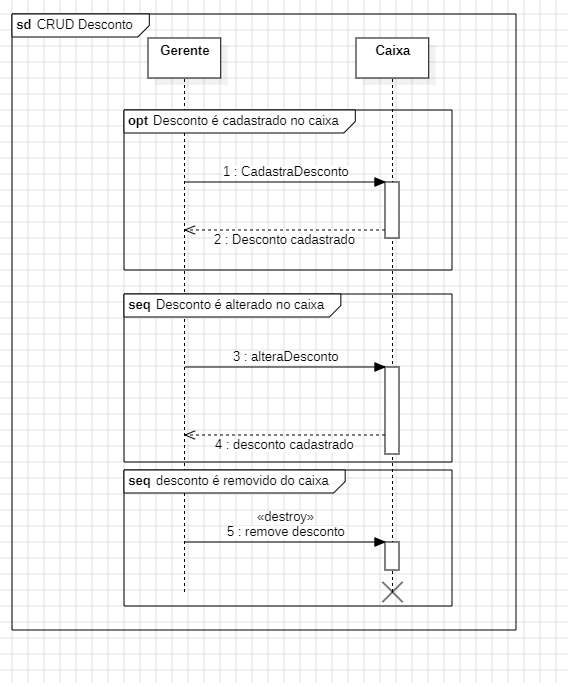 sd CRUD Desconto
Gerente
Caixa
opt Desconto é cadastrado no caixa
1 : CadastraDesconto
2 : Desconto cadastrado
seq Desconto é alterado no caixa
3 : alteraDesconto
4 : desconto cadastrado
seq desconto é removido do caixa
«destroy»
5 : remove desconto